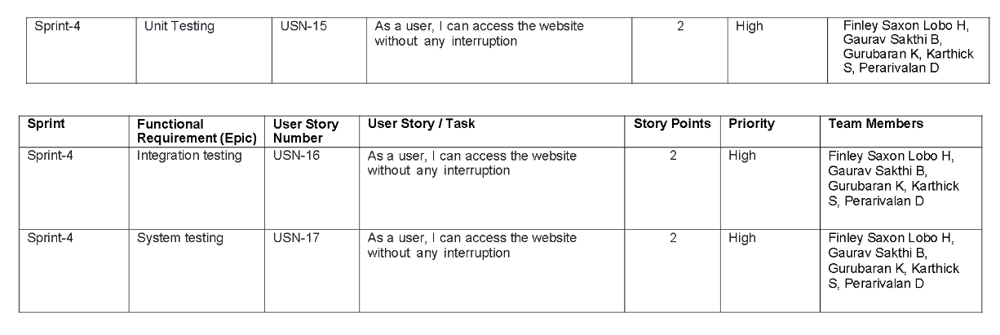 Sprint-4 Unit Testing USN-15 As a user, I can access the website 2 High Finley Saxon Lobo H,
without any interruption Gaurav Sakthi B,
Gurubaran K, Karthick
S, Perarivalan D
Sprint Functional User Story User Story / Task Story Points Priority Team Members
Requirement (Epic) Number
Sprint-4 Integration testing USN-16 As a user, I can access the website 2 High Finley Saxon Lobo H,
without any interruption Gaurav Sakthi B,
Gurubaran K, Karthick
S, Perarivalan D
Sprint-4 System testing USN-17 As a user, I can access the website 2 High Finley Saxon Lobo H,
without any interruption Gaurav Sakthi B,
Gurubaran K, Karthick
S, Perarivalan D